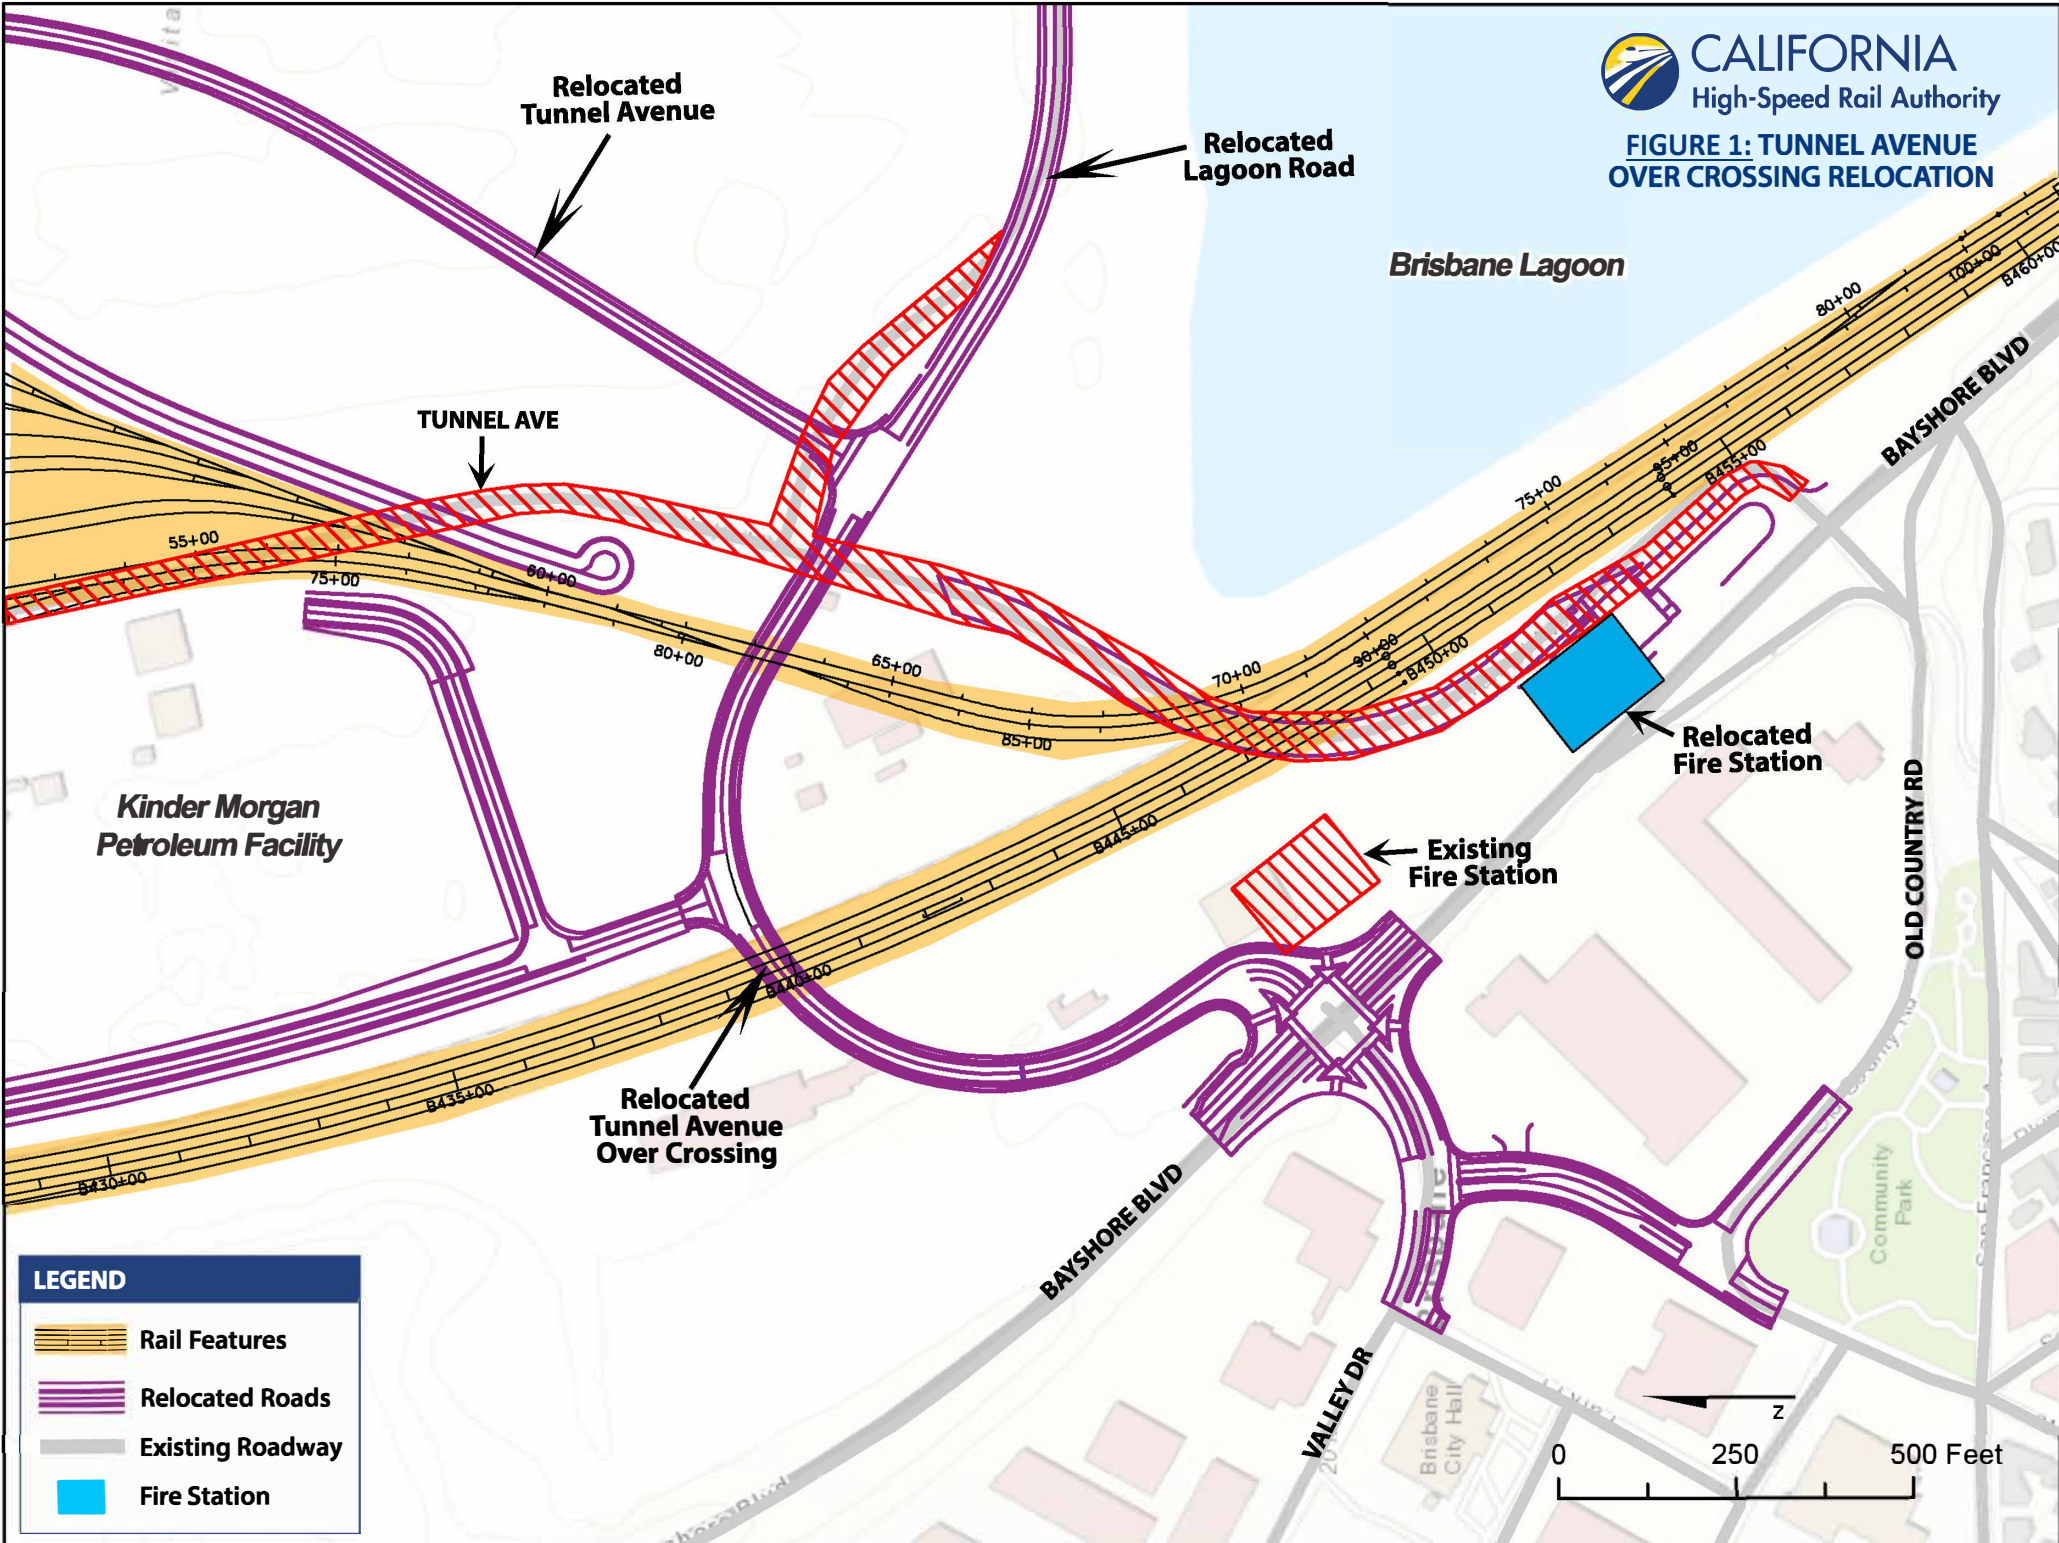 CALIFORNIA
High-Speed Rail Authority
FIGURE 1: TUNNEL AVENUE
OVER CROSSING RELOCATION
Relocated
Tunnel Avenue
Relocated
Lagoon Road
Brisbane Lagoon
100+00
B460+00
80+00
BAYSHORE BLVD
TUNNEL AVE
95+00
B455+00
75+00
55+00
75+00
60+00
80+00
65+00
70+00
90+00
B450+00
85+00
Relocated
Fire Station
Kinder Morgan
Petroleum Facility
B445+00
Existing
Fire Station
OLD COUNTRY RD
B440+00
B435+00
Relocated
Tunnel Avenue
Over Crossing
B430+00
BAYSHORE BLVD
Community
Park
LEGEND
Rail Features
Relocated Roads
Existing Roadway
Fire Station
VALLEY DR
Brisbane
City Hall
z
0 250 500 Feet